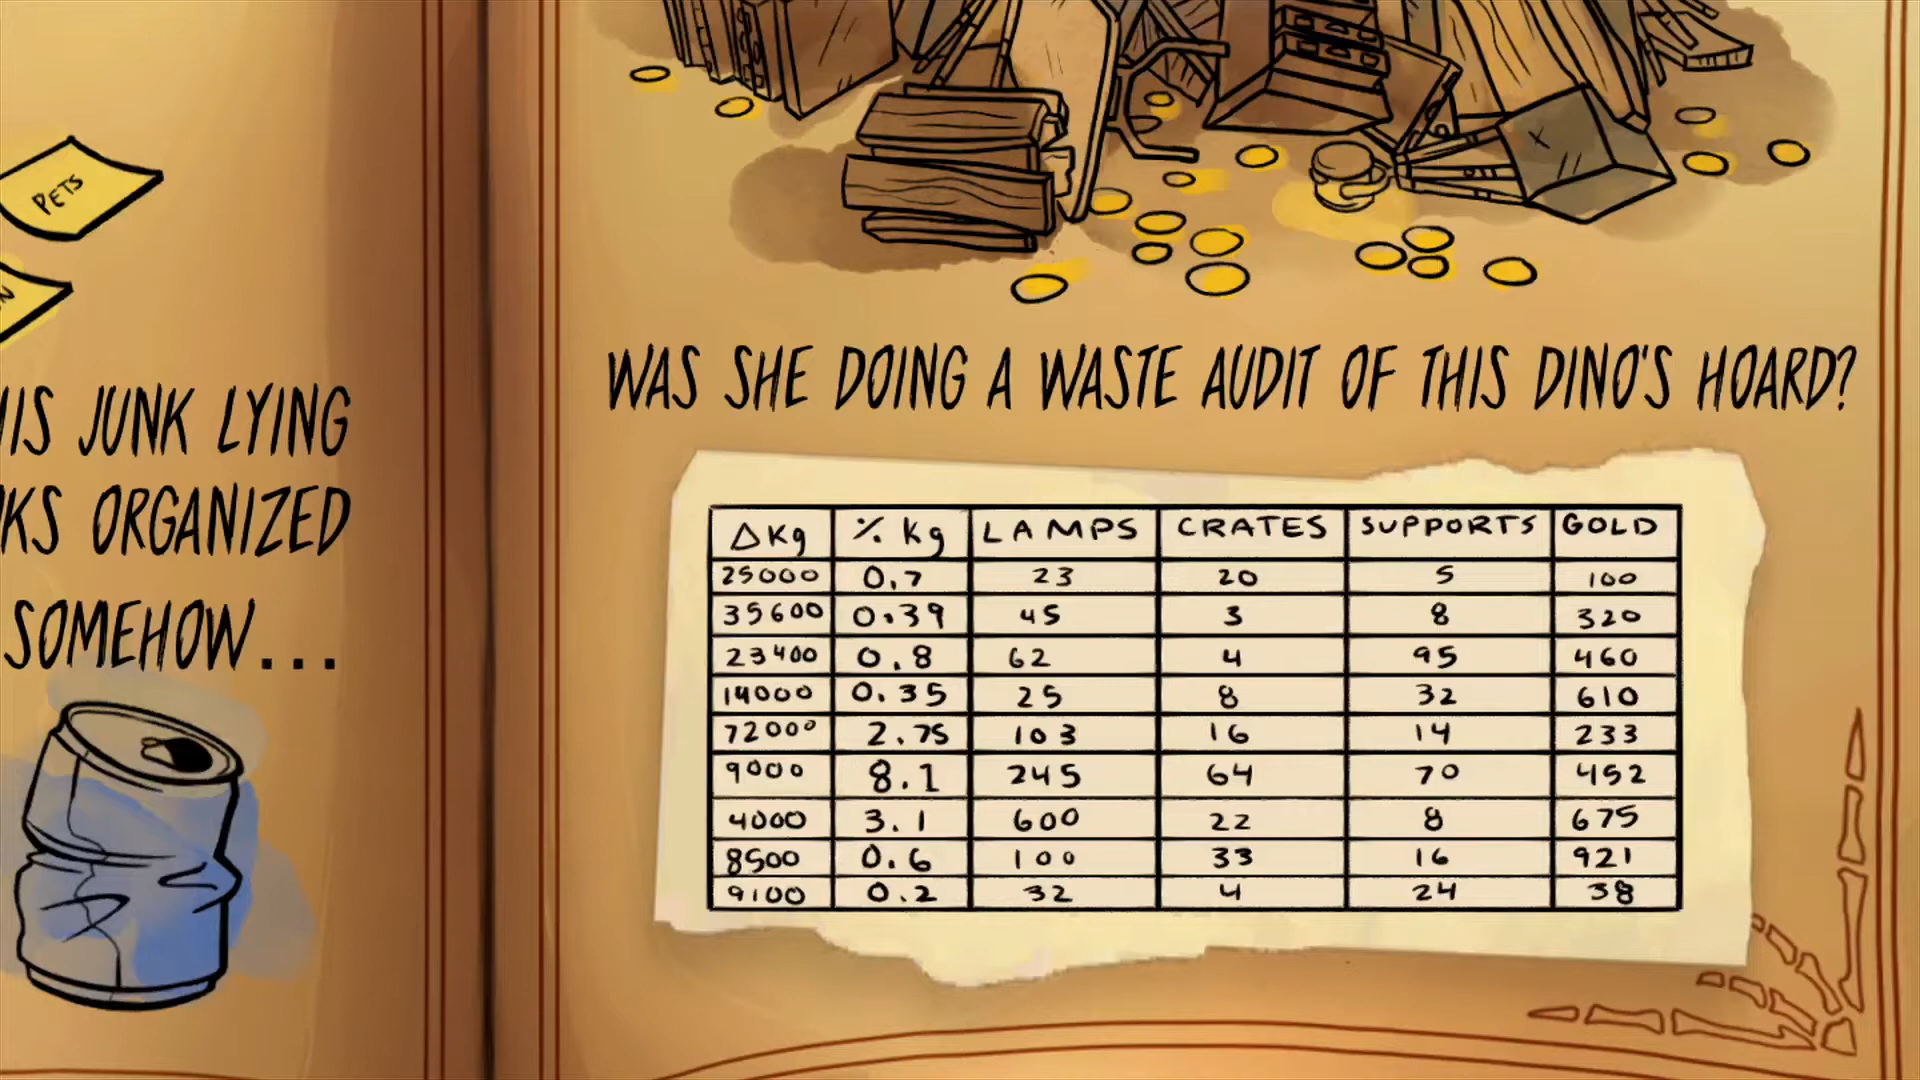 PETS
N
HIS JUNK LYING
KS ORGANIZED
SOMEHOW...
WAS SHE DOING A WASTE AUDIT OF THIS DINO'S HOARD?
ΔKg % kg LAMPS CRATES SUPPORTS GOLD
25000 0.7 23 20 5 100
35600 0.39 45 3 8 320
23400 0.8 62 4 95 460
14000 0.35 25 8 32 610
72000 2.75 103 16 14 233
9000 8.1 245 64 70 452
4000 3.1 600 22 8 675
8500 0.6 100 33 16 921
9100 0.2 32 4 24 38